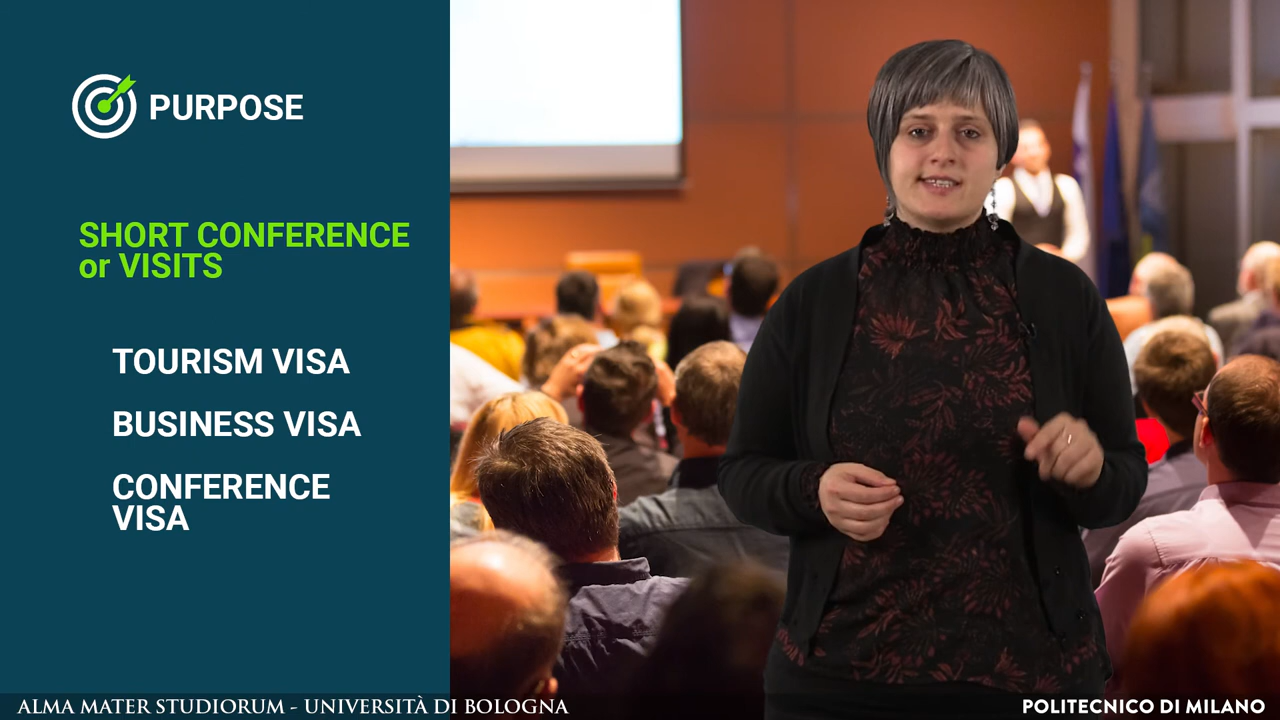 PURPOSE
SHORT CONFERENCE
or VISITS
TOURISM VISA
BUSINESS VISA
CONFERENCE
VISA
ALMA MATER STUDIORUM - UNIVERSITÀ DI BOLOGNA
POLITECNICO DI MILANO